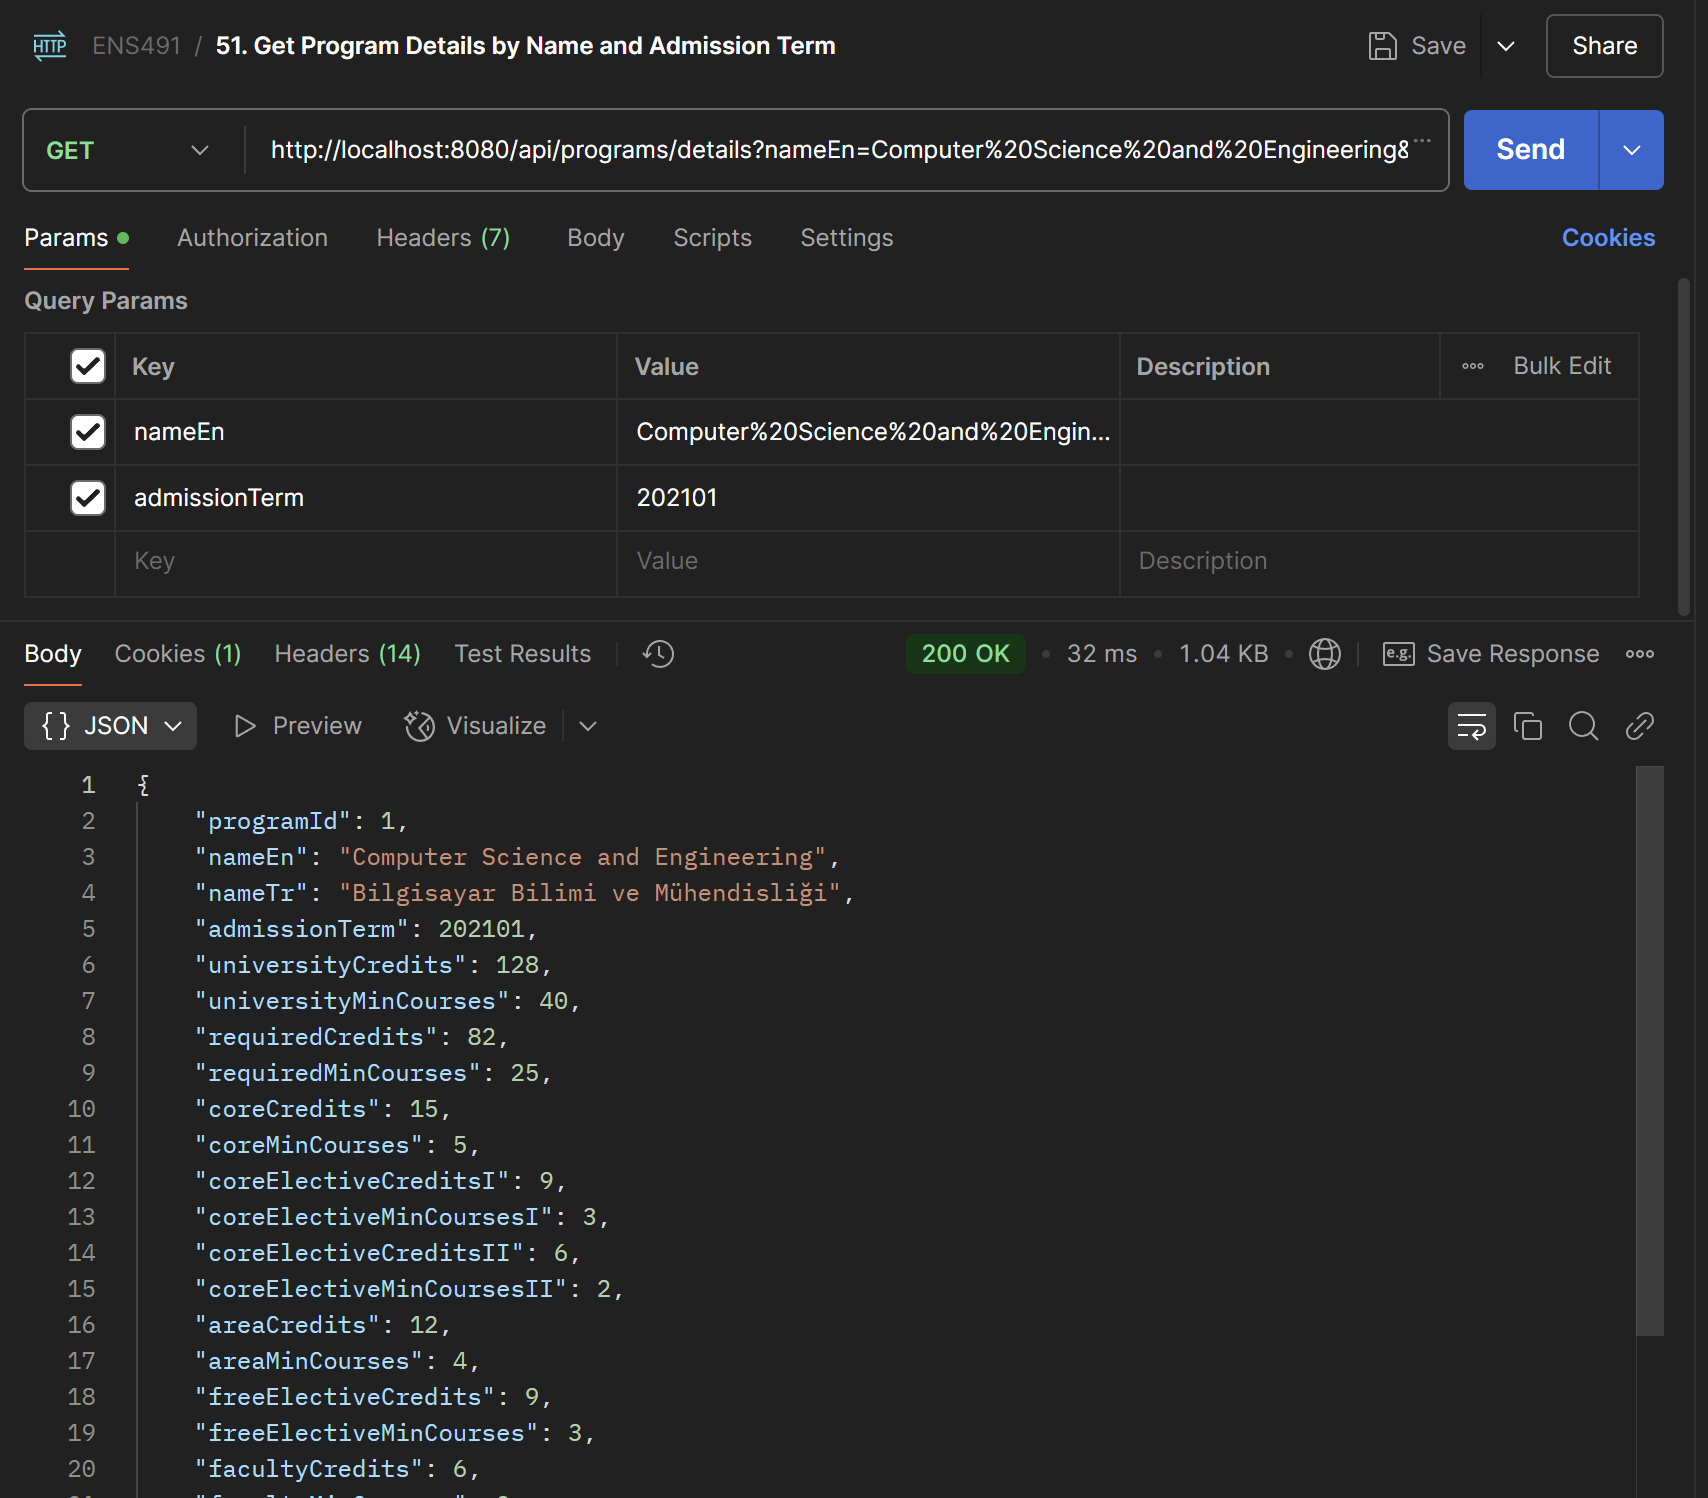 HTTP ENS491 / 51. Get Program Details by Name and Admission Term Save Share
GET http://localhost:8080/api/programs/details?nameEn=Computer%20Science%20and%20Engineering& ... Send
Params Authorization Headers (7) Body Scripts Settings Cookies
Query Params
Key Value Description Bulk Edit
nameEn Computer%20Science%20and%20Engin...
admissionTerm 202101
Key Value Description
Body Cookies (1) Headers (14) Test Results 200 OK • 32 ms • 1.04 KB • e.g. Save Response
{} JSON Preview Visualize
1 {
2 "programId": 1,
3 "nameEn": "Computer Science and Engineering",
4 "nameTr": "Bilgisayar Bilimi ve Mühendisliği",
5 "admissionTerm": 202101,
6 "universityCredits": 128,
7 "universityMinCourses": 40,
8 "requiredCredits": 82,
9 "requiredMinCourses": 25,
10 "coreCredits": 15,
11 "coreMinCourses": 5,
12 "coreElectiveCreditsI": 9,
13 "coreElectiveMinCoursesI": 3,
14 "coreElectiveCreditsII": 6,
15 "coreElectiveMinCoursesII": 2,
16 "areaCredits": 12,
17 "areaMinCourses": 4,
18 "freeElectiveCredits": 9,
19 "freeElectiveMinCourses": 3,
20 "facultyCredits": 6,